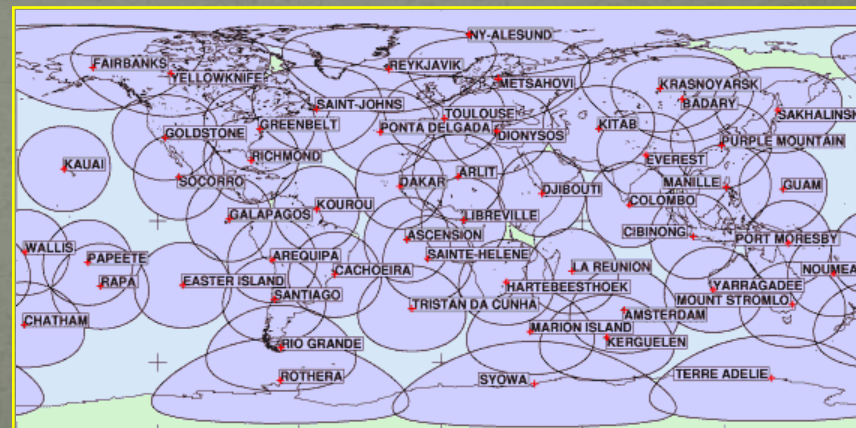 NY-ALESUND
FAIRBANKS
REYKJAVIK
YELLOWKNIFE
METSAHOVI
KRASNOYARSK
SAINT-JOHNS
BADARY
TOULOUSE
SAKHALINSK
GREENBELT
PONTA DELGADA
KITAB
GOLDSTONE
DIONYSOS
PURPLE MOUNTAIN
RICHMOND
EVEREST
KAUAI
ARLIT
SOCORRO
DAKAR
MANILLE
GUAM
DJIBOUTI
COLOMBO
KOUROU
GALAPAGOS
LIBREVILLE
ASCENSION
CIBINONG
PORT MORESBY
WALLIS
PAPEETE
AREQUIPA
SAINTE-HELENE
CACHOEIRA
LA REUNION
NOUMEA
RAPA
EASTER ISLAND
HARTEBEESTHOEK
YARRAGADEE
SANTIAGO
MOUNT STROMLO
TRISTAN DA CUNHA
AMSTERDAM
CHATHAM
MARION ISLAND
RIO GRANDE
KERGUELEN
ROTHERA
SYOWA
TERRE ADELIE